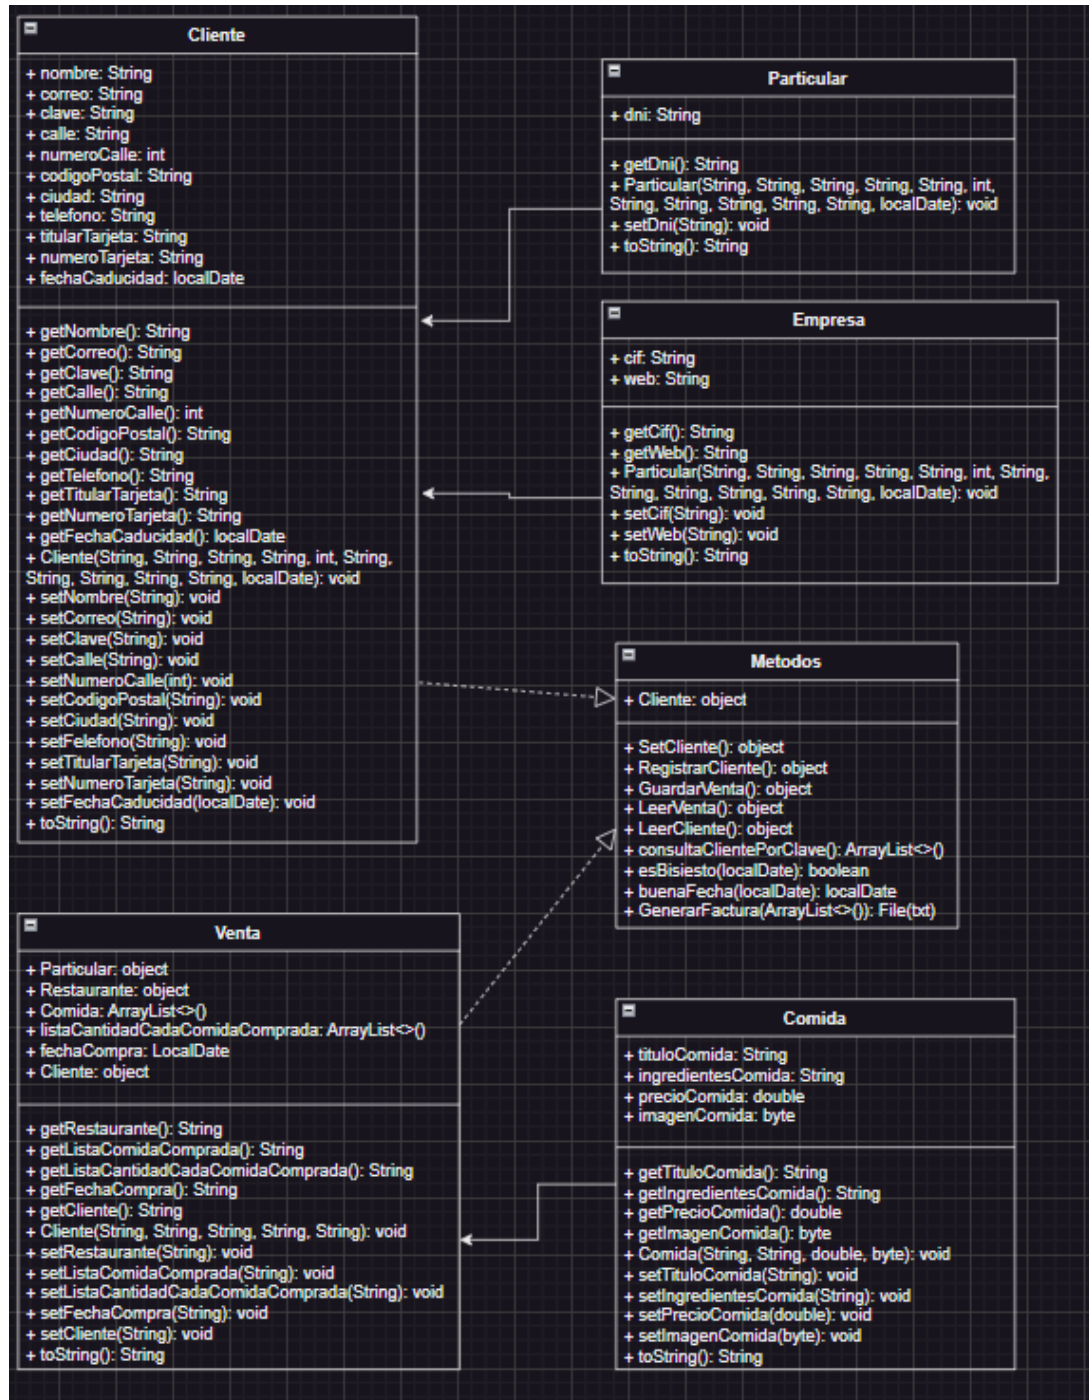 Cliente
+ nombre: String
+ correo: String
+ clave: String
+ calle: String
+ numeroCalle: int
+ codigoPostal: String
+ ciudad: String
+ telefono: String
+ titularTarjeta: String
+ numeroTarjeta: String
+ fechaCaducidad: localDate
+ getNombre(): String
+ getCorreo(): String
+ getClave(): String
+ getCalle(): String
+ getNumeroCalle(): int
+ getCodigoPostal(): String
+ getCiudad(): String
+ getTelefono(): String
+ getTitularTarjeta(): String
+ getNumeroTarjeta(): String
+ getFechaCaducidad(): localDate
+ Cliente(String, String, String, String, int, String,
String, String, String, String, localDate): void
+ setNombre(String): void
+ setCorreo(String): void
+ setClave(String): void
+ setCalle(String): void
+ setNumeroCalle(int): void
+ setCodigoPostal(String): void
+ setCiudad(String): void
+ setFelefono(String): void
+ setTitularTarjeta(String): void
+ setNumeroTarjeta(String): void
+ setFechaCaducidad(localDate): void
+ toString(): String
Particular
+ dni: String
+ getDni(): String
+ Particular(String, String, String, String, String, int,
String, String, String, String, String, localDate): void
+ setDni(String): void
+ toString(): String
Empresa
+ cif: String
+ web: String
+ getCif(): String
+ getWeb(): String
+ Particular(String, String, String, String, String, int, String,
String, String, String, String, String, localDate): void
+ setCif(String): void
+ setWeb(String): void
+ toString(): String
Metodos
+ Cliente: object
+ SetCliente(): object
+ RegistrarCliente(): object
+ GuardarVenta(): object
+ LeerVenta(): object
+ LeerCliente(): object
+ consultaClientePorClave(): ArrayList<>()
+ esBisiesto(localDate): boolean
+ buenaFecha(localDate): localDate
+ GenerarFactura(ArrayList<>()): File(txt)
Venta
+ Particular: object
+ Restaurante: object
+ Comida: ArrayList<>()
+ listaCantidadCadaComidaComprada: ArrayList<>()
+ fechaCompra: LocalDate
+ Cliente: object
+ getRestaurante(): String
+ getListaComidaComprada(): String
+ getListaCantidadCadaComidaComprada(): String
+ getFechaCompra(): String
+ getCliente(): String
+ Cliente(String, String, String, String, String): void
+ setRestaurante(String): void
+ setListaComidaComprada(String): void
+ setListaCantidadCadaComidaComprada(String): void
+ setFechaCompra(String): void
+ setCliente(String): void
+ toString(): String
Comida
+ tituloComida: String
+ ingredientesComida: String
+ precioComida: double
+ imagenComida: byte
+ getTituloComida(): String
+ getIngredientesComida(): String
+ getPrecioComida(): double
+ getImagenComida(): byte
+ Comida(String, String, double, byte): void
+ setTituloComida(String): void
+ setIngredientesComida(String): void
+ setPrecioComida(double): void
+ setImagenComida(byte): void
+ toString(): String